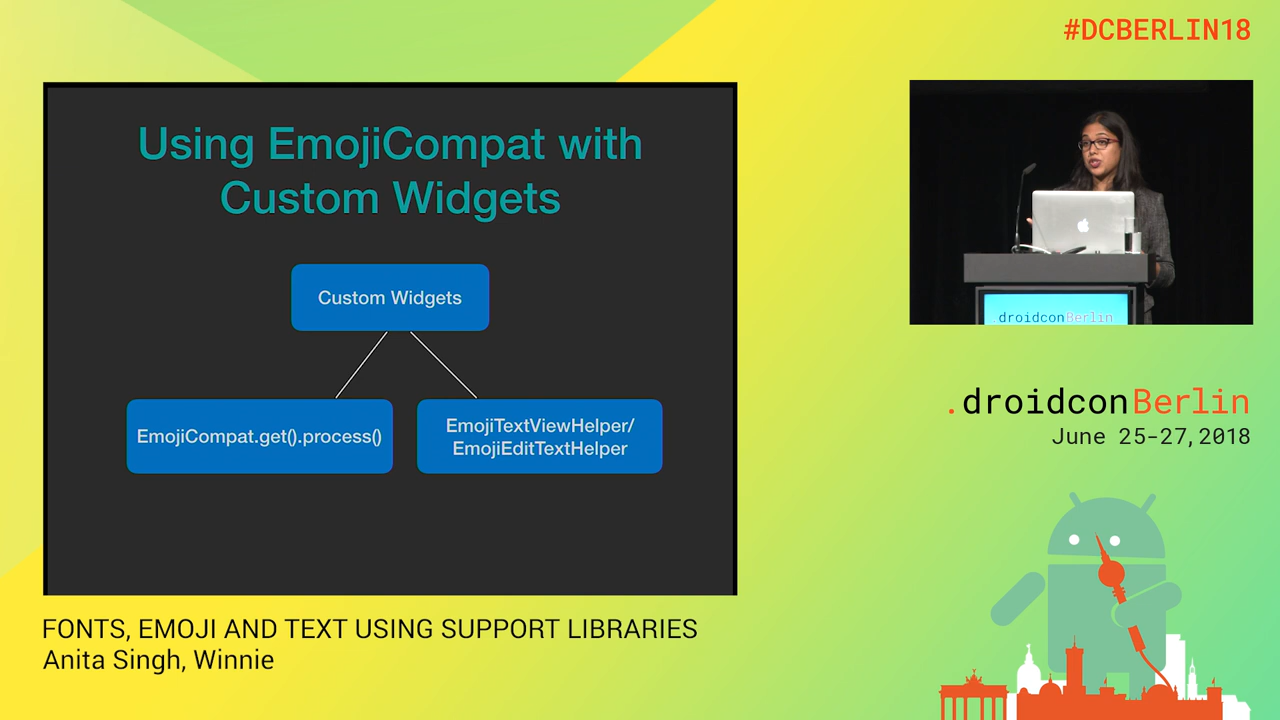 #DCBERLIN18
Using EmojiCompat with
Custom Widgets
Custom Widgets
EmojiCompat.get().process()
EmojiTextViewHelper/
EmojiEditTextHelper
droidconBerlin
.droidconBerlin
June 25-27, 2018
FONTS, EMOJI AND TEXT USING SUPPORT LIBRARIES
Anita Singh, Winnie